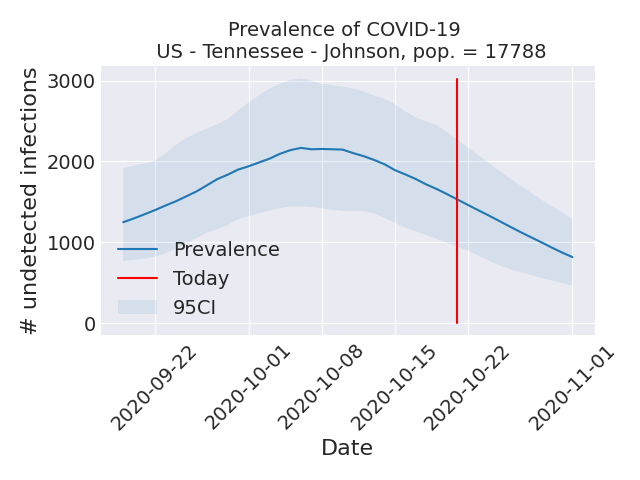 Prevalence of COVID-19
US - Tennessee - Johnson, pop. = 17788
# undetected infections
3000
2000
1000
0
Prevalence
Today
95CI
2020-09-22
2020-10-01
2020-10-08
2020-10-15
2020-10-22
2020-11-01
Date